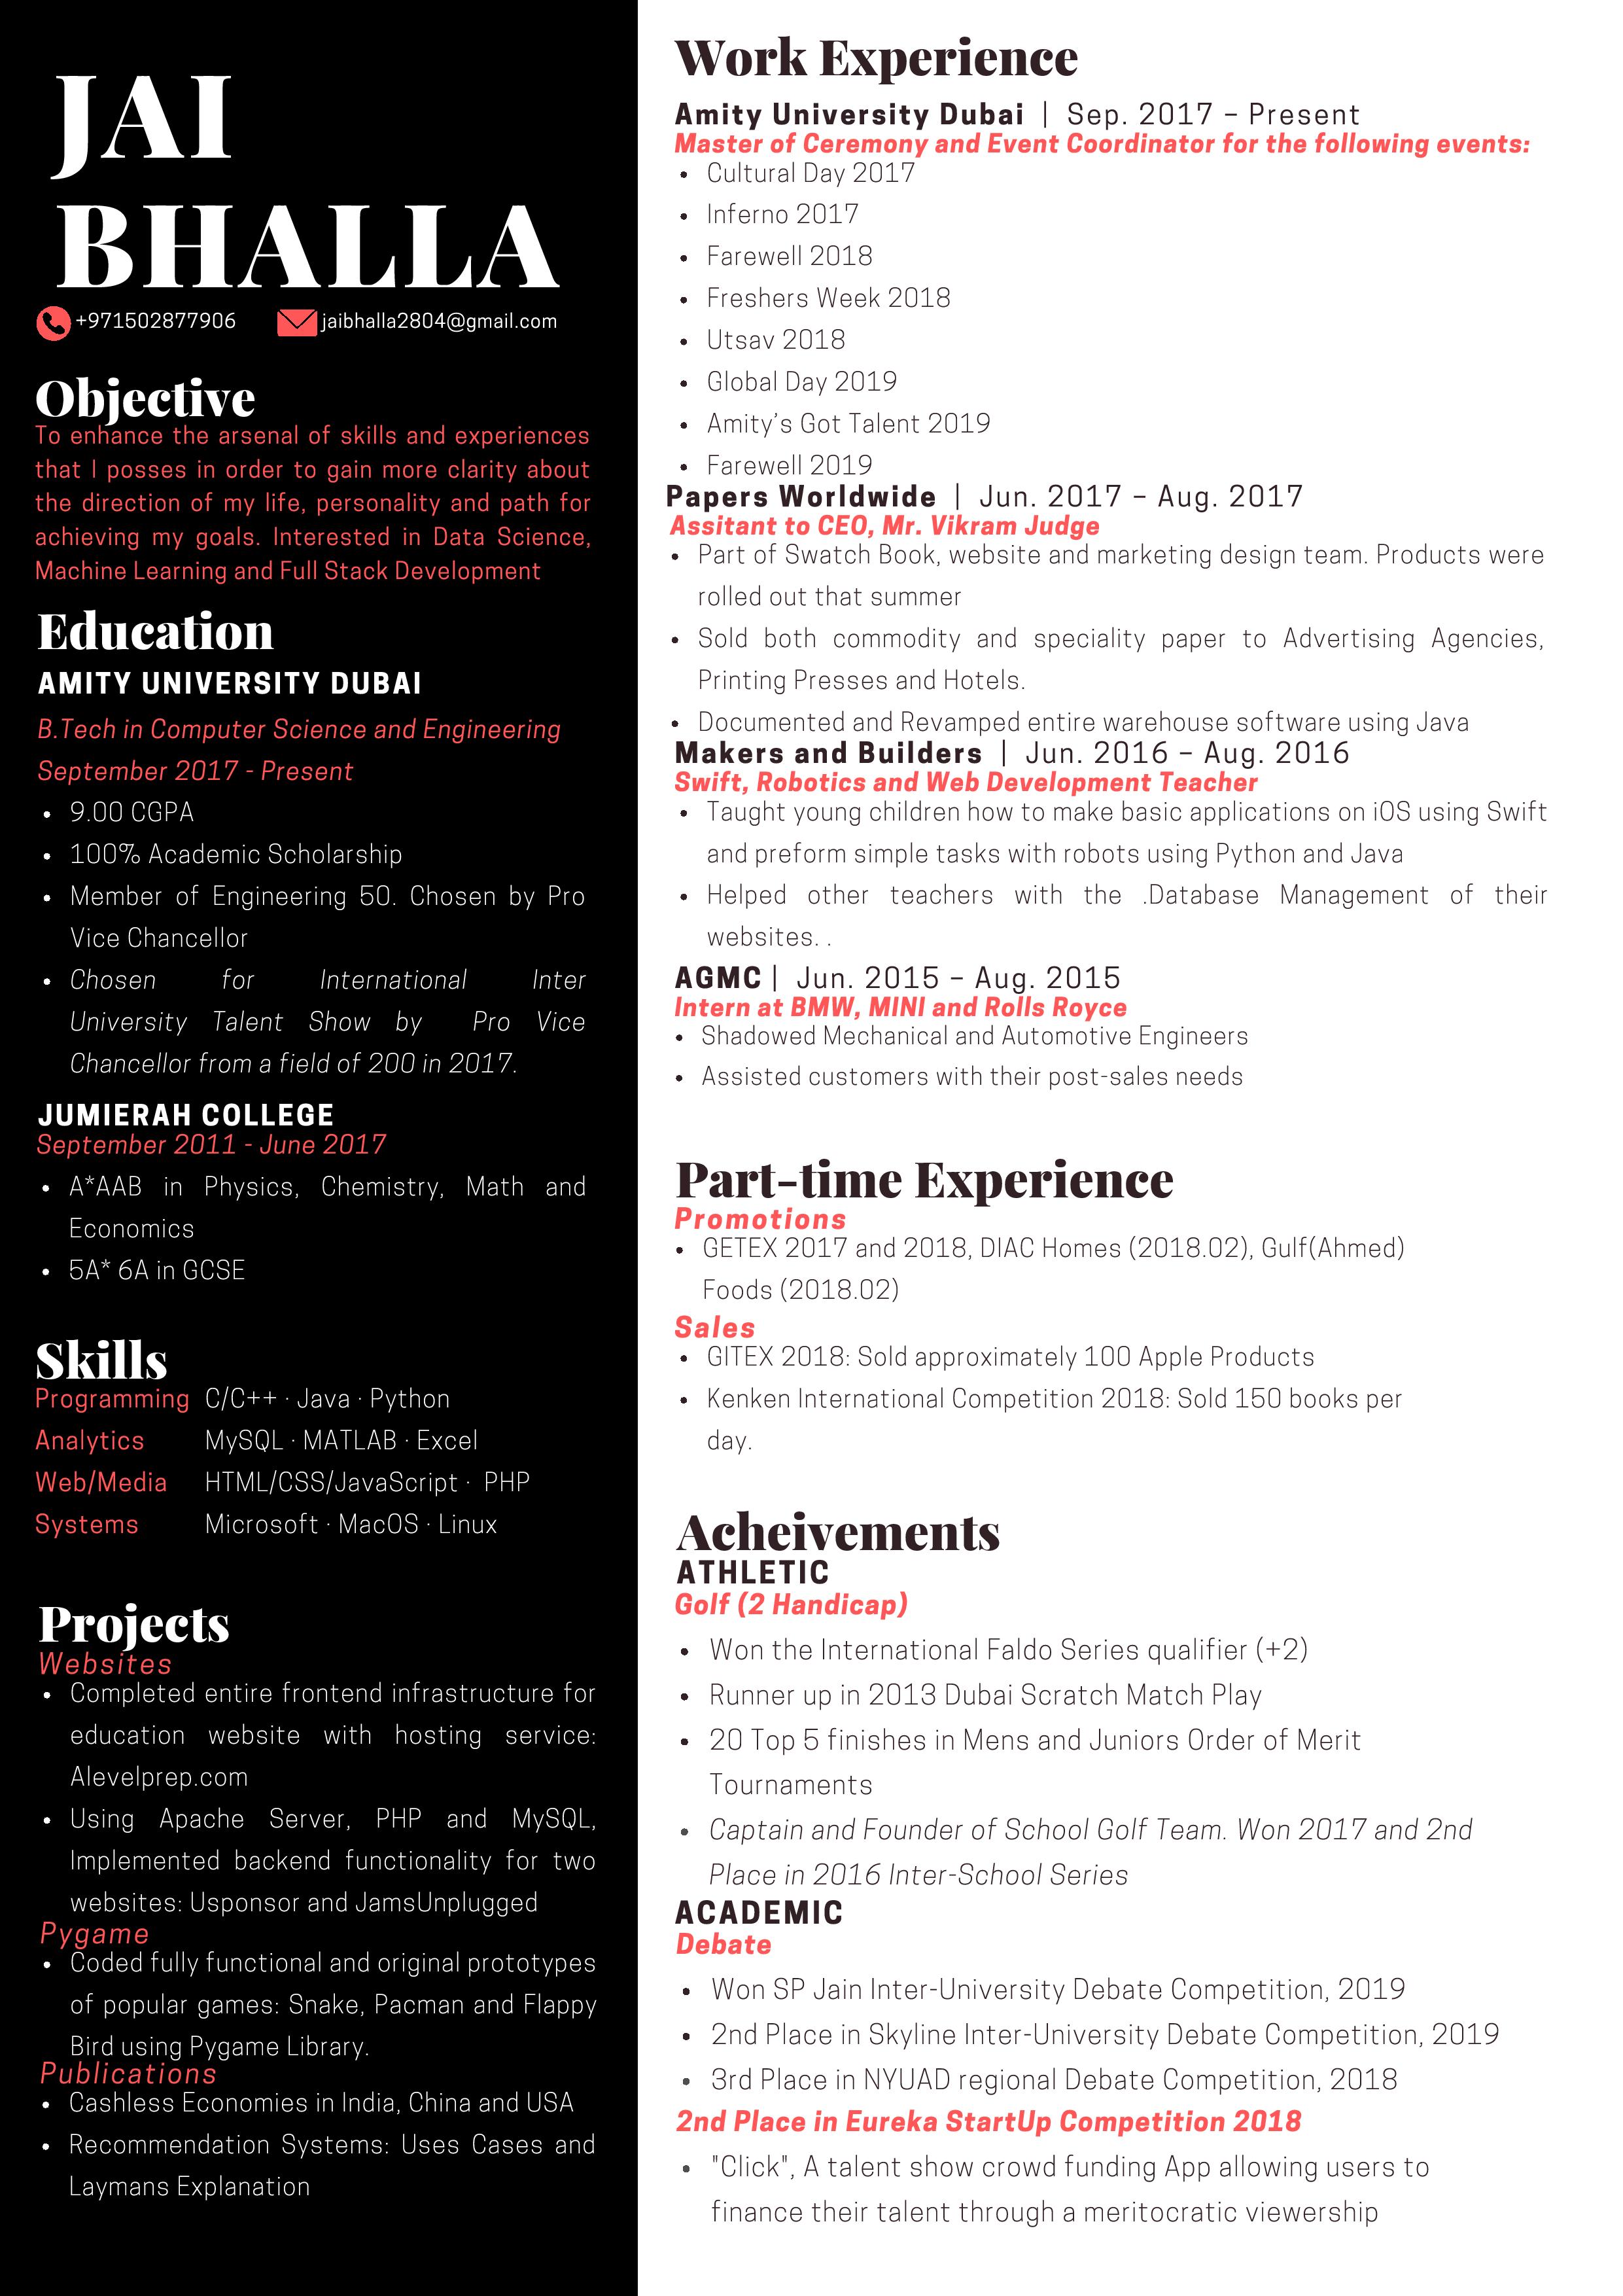 JAI
BHALLA
+971502877906
jaibhalla2804@gmail.com
Objective
To enhance the arsenal of skills and experiences
that I posses in order to gain more clarity about
the direction of my life, personality and path for
achieving my goals. Interested in Data Science,
Machine Learning and Full Stack Development
Education
AMITY UNIVERSITY DUBAI
B.Tech in Computer Science and Engineering
September 2017 - Present
• 9.00 CGPA
• 100% Academic Scholarship
• Member of Engineering 50. Chosen by Pro
Vice Chancellor
• Chosen for International Inter
University Talent Show by Pro Vice
Chancellor from a field of 200 in 2017.
JUMIERAH COLLEGE
September 2011 - June 2017
• A*AAB in Physics, Chemistry, Math and
Economics
• 5A* 6A in GCSE
Skills
Programming C/C++ · Java · Python
Analytics MySQL · MATLAB · Excel
Web/Media HTML/CSS/JavaScript · PHP
Systems Microsoft · MacOS · Linux
Projects
Websites
• Completed entire frontend infrastructure for
education website with hosting service:
Alevelprep.com
• Using Apache Server, PHP and MySQL,
Implemented backend functionality for two
websites: Usponsor and JamsUnplugged
Pygame
• Coded fully functional and original prototypes
of popular games: Snake, Pacman and Flappy
Bird using Pygame Library.
Publications
• Cashless Economies in India, China and USA
• Recommendation Systems: Uses Cases and
Laymans Explanation
Work Experience
Amity University Dubai | Sep. 2017 – Present
Master of Ceremony and Event Coordinator for the following events:
• Cultural Day 2017
• Inferno 2017
• Farewell 2018
• Freshers Week 2018
• Utsav 2018
• Global Day 2019
• Amity’s Got Talent 2019
• Farewell 2019
Papers Worldwide | Jun. 2017 – Aug. 2017
Assitant to CEO, Mr. Vikram Judge
• Part of Swatch Book, website and marketing design team. Products were
rolled out that summer
• Sold both commodity and speciality paper to Advertising Agencies,
Printing Presses and Hotels.
• Documented and Revamped entire warehouse software using Java
Makers and Builders | Jun. 2016 – Aug. 2016
Swift, Robotics and Web Development Teacher
• Taught young children how to make basic applications on iOS using Swift
and preform simple tasks with robots using Python and Java
• Helped other teachers with the .Database Management of their
websites. .
AGMC | Jun. 2015 – Aug. 2015
Intern at BMW, MINI and Rolls Royce
• Shadowed Mechanical and Automotive Engineers
• Assisted customers with their post-sales needs
Part-time Experience
Promotions
• GETEX 2017 and 2018, DIAC Homes (2018.02), Gulf(Ahmed)
Foods (2018.02)
Sales
• GITEX 2018: Sold approximately 100 Apple Products
• Kenken International Competition 2018: Sold 150 books per
day.
Acheivements
ATHLETIC
Golf (2 Handicap)
• Won the International Faldo Series qualifier (+2)
• Runner up in 2013 Dubai Scratch Match Play
• 20 Top 5 finishes in Mens and Juniors Order of Merit
Tournaments
• Captain and Founder of School Golf Team. Won 2017 and 2nd
Place in 2016 Inter-School Series
ACADEMIC
Debate
• Won SP Jain Inter-University Debate Competition, 2019
• 2nd Place in Skyline Inter-University Debate Competition, 2019
• 3rd Place in NYUAD regional Debate Competition, 2018
2nd Place in Eureka StartUp Competition 2018
• "Click", A talent show crowd funding App allowing users to
finance their talent through a meritocratic viewership